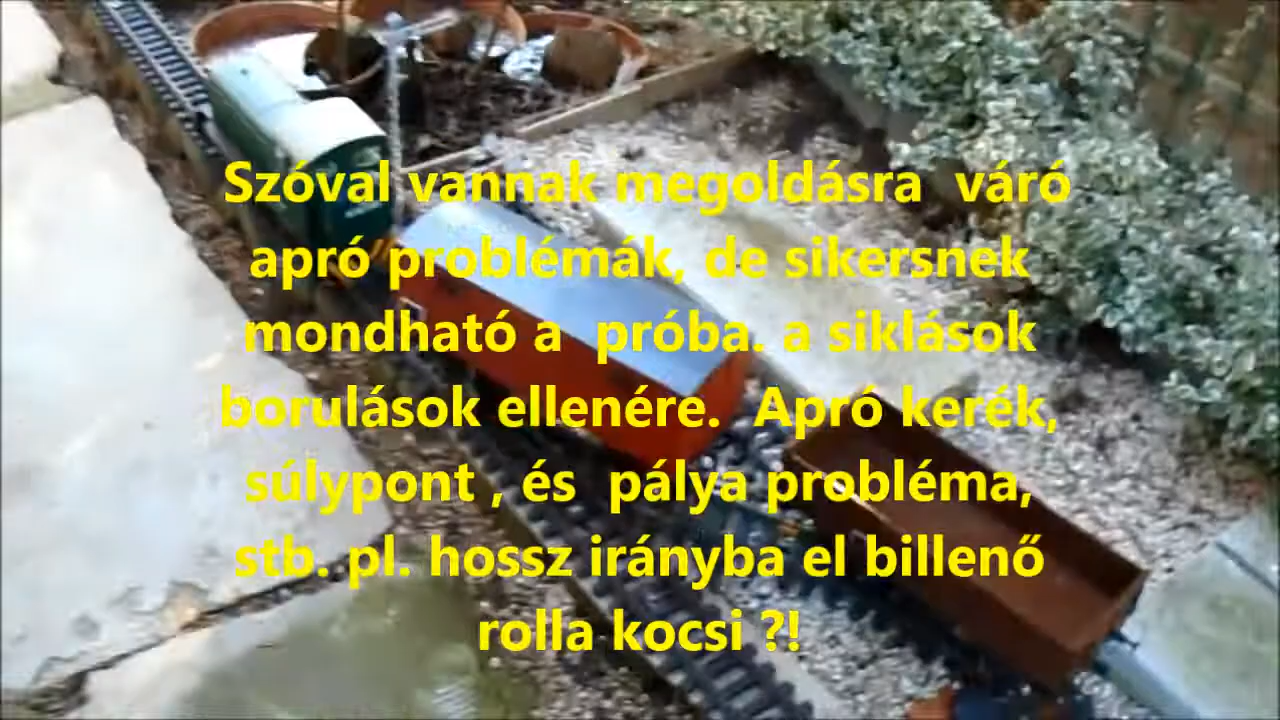 Szóval vannak megoldásra váró
apró problémák, de sikersnek
mondható a próba. a siklások
borulások ellenére. Apró kerék,
súlypont , és pálya probléma,
stb. pl. hossz irányba el billenő
rolla kocsi ?!